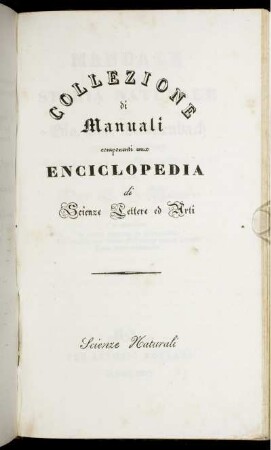 COLLEZIONE
di
Manuali
componenti una
ENCICLOPEDIA
di
Scienze Lettere ed Arti
Scienze Naturali